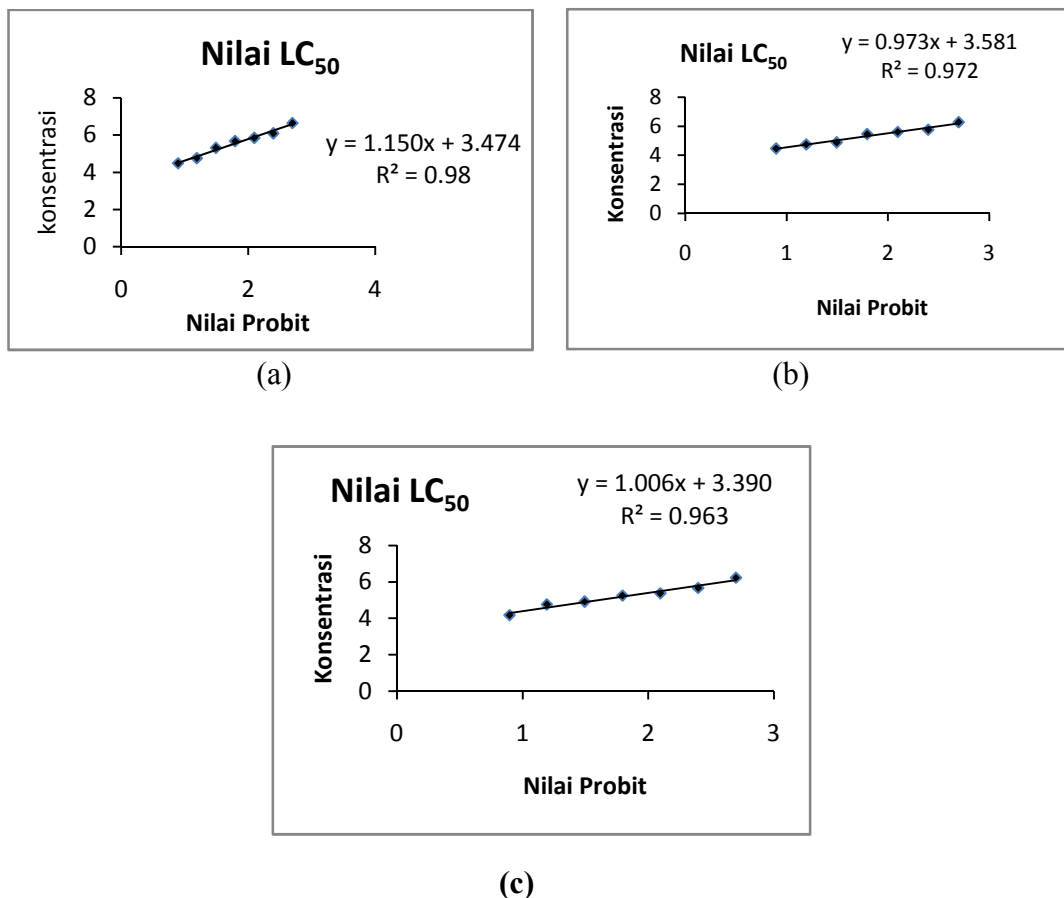 Nilai LC₅₀
y = 1.150x + 3.474
R² = 0.98
konsentrasi
8
6
4
2
0
0 2 4
Nilai Probit
(a)
Nilai LC₅₀
y = 0.973x + 3.581
R² = 0.972
Konsentrasi
8
6
4
2
0
0 1 2 3
Nilai Probit
(b)
Nilai LC₅₀
y = 1.006x + 3.390
R² = 0.963
Konsentrasi
8
6
4
2
0
0 1 2 3
Nilai Probit
(c)